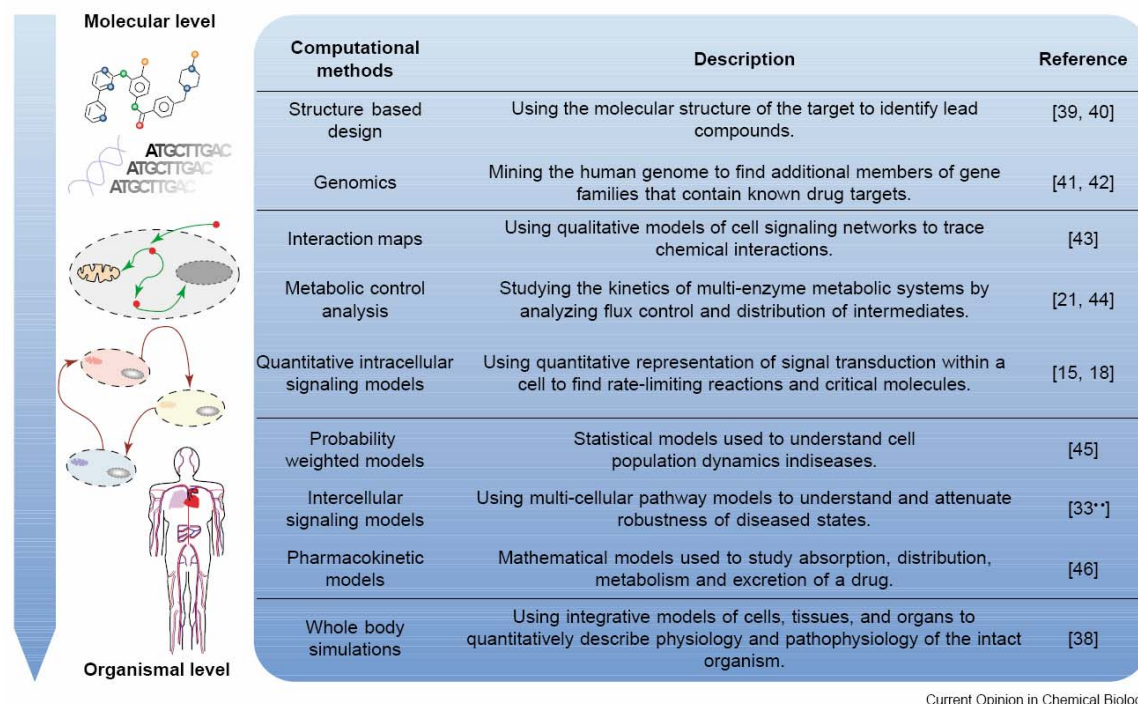 Molecular level
ATGCTTGAC
ATGCTTGAC
ATGCTTGAC
Organismal level
Computational
methods
Description
Reference
Structure based
design
Using the molecular structure of the target to identify lead
compounds.
[39, 40]
Genomics
Mining the human genome to find additional members of gene
families that contain known drug targets.
[41, 42]
Interaction maps
Using qualitative models of cell signaling networks to trace
chemical interactions.
[43]
Metabolic control
analysis
Studying the kinetics of multi-enzyme metabolic systems by
analyzing flux control and distribution of intermediates.
[21, 44]
Quantitative intracellular
signaling models
Using quantitative representation of signal transduction within a
cell to find rate-limiting reactions and critical molecules.
[15, 18]
Probability
weighted models
Statistical models used to understand cell
population dynamics indiseases.
[45]
Intercellular
signaling models
Using multi-cellular pathway models to understand and attenuate
robustness of diseased states.
[33••]
Pharmacokinetic
models
Mathematical models used to study absorption, distribution,
metabolism and excretion of a drug.
[46]
Whole body
simulations
Using integrative models of cells, tissues, and organs to
quantitatively describe physiology and pathophysiology of the intact
organism.
[38]
Current Opinion in Chemical Biolog